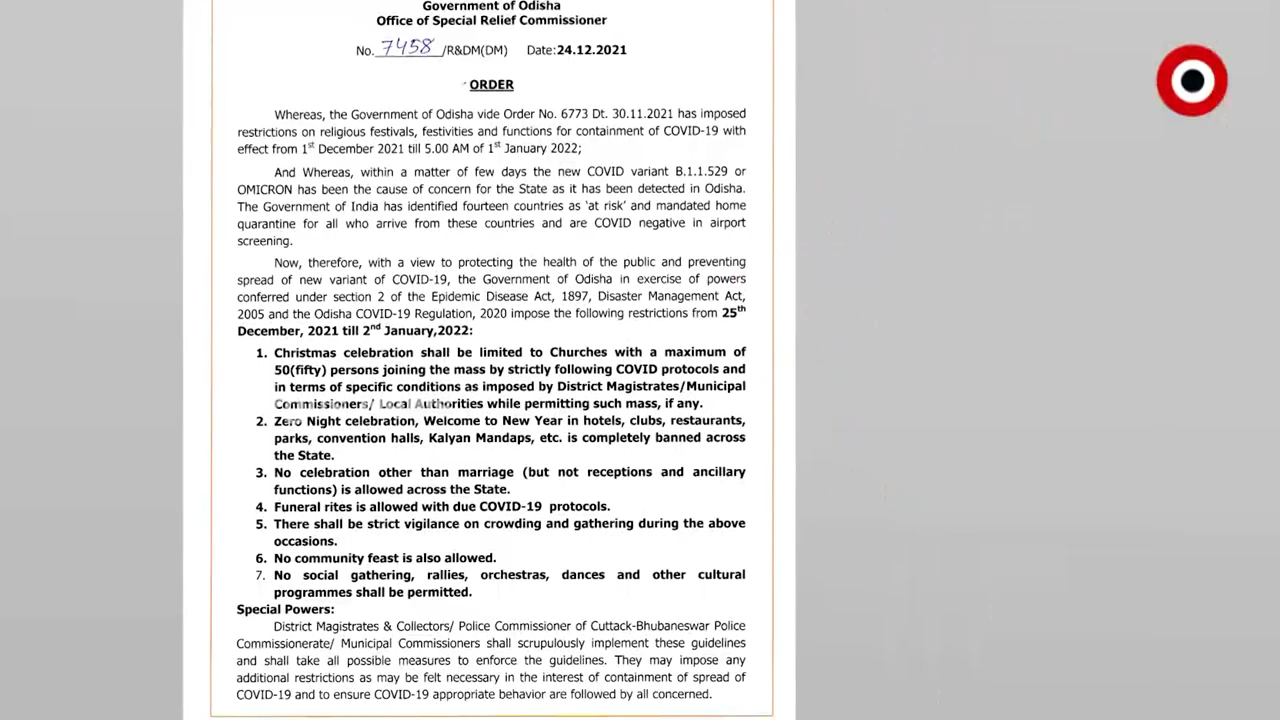 Government of Odisha
Office of Special Relief Commissioner
No. 7458 /R&DM(DM) Date:24.12.2021
ORDER
Whereas, the Government of Odisha vide Order No. 6773 Dt. 30.11.2021 has imposed
restrictions on religious festivals, festivities and functions for containment of COVID-19 with
effect from 1st December 2021 till 5.00 AM of 1st January 2022;
And Whereas, within a matter of few days the new COVID variant B.1.1.529 or
OMICRON has been the cause of concern for the State as it has been detected in Odisha.
The Government of India has identified fourteen countries as 'at risk' and mandated home
quarantine for all who arrive from these countries and are COVID negative in airport
screening.
Now, therefore, with a view to protecting the health of the public and preventing
spread of new variant of COVID-19, the Government of Odisha in exercise of powers
conferred under section 2 of the Epidemic Disease Act, 1897, Disaster Management Act,
2005 and the Odisha COVID-19 Regulation, 2020 impose the following restrictions from 25th
December, 2021 till 2nd January,2022:
1. Christmas celebration shall be limited to Churches with a maximum of
50(fifty) persons joining the mass by strictly following COVID protocols and
in terms of specific conditions as imposed by District Magistrates/Municipal
Commissioners/ Local Authorities while permitting such mass, if any.
2. Zero Night celebration, Welcome to New Year in hotels, clubs, restaurants,
parks, convention halls, Kalyan Mandaps, etc. is completely banned across
the State.
3. No celebration other than marriage (but not receptions and ancillary
functions) is allowed across the State.
4. Funeral rites is allowed with due COVID-19 protocols.
5. There shall be strict vigilance on crowding and gathering during the above
occasions.
6. No community feast is also allowed.
7. No social gathering, rallies, orchestras, dances and other cultural
programmes shall be permitted.
Special Powers:
District Magistrates & Collectors/ Police Commissioner of Cuttack-Bhubaneswar Police
Commissionerate/ Municipal Commissioners shall scrupulously implement these guidelines
and shall take all possible measures to enforce the guidelines. They may impose any
additional restrictions as may be felt necessary in the interest of containment of spread of
COVID-19 and to ensure COVID-19 appropriate behavior are followed by all concerned.